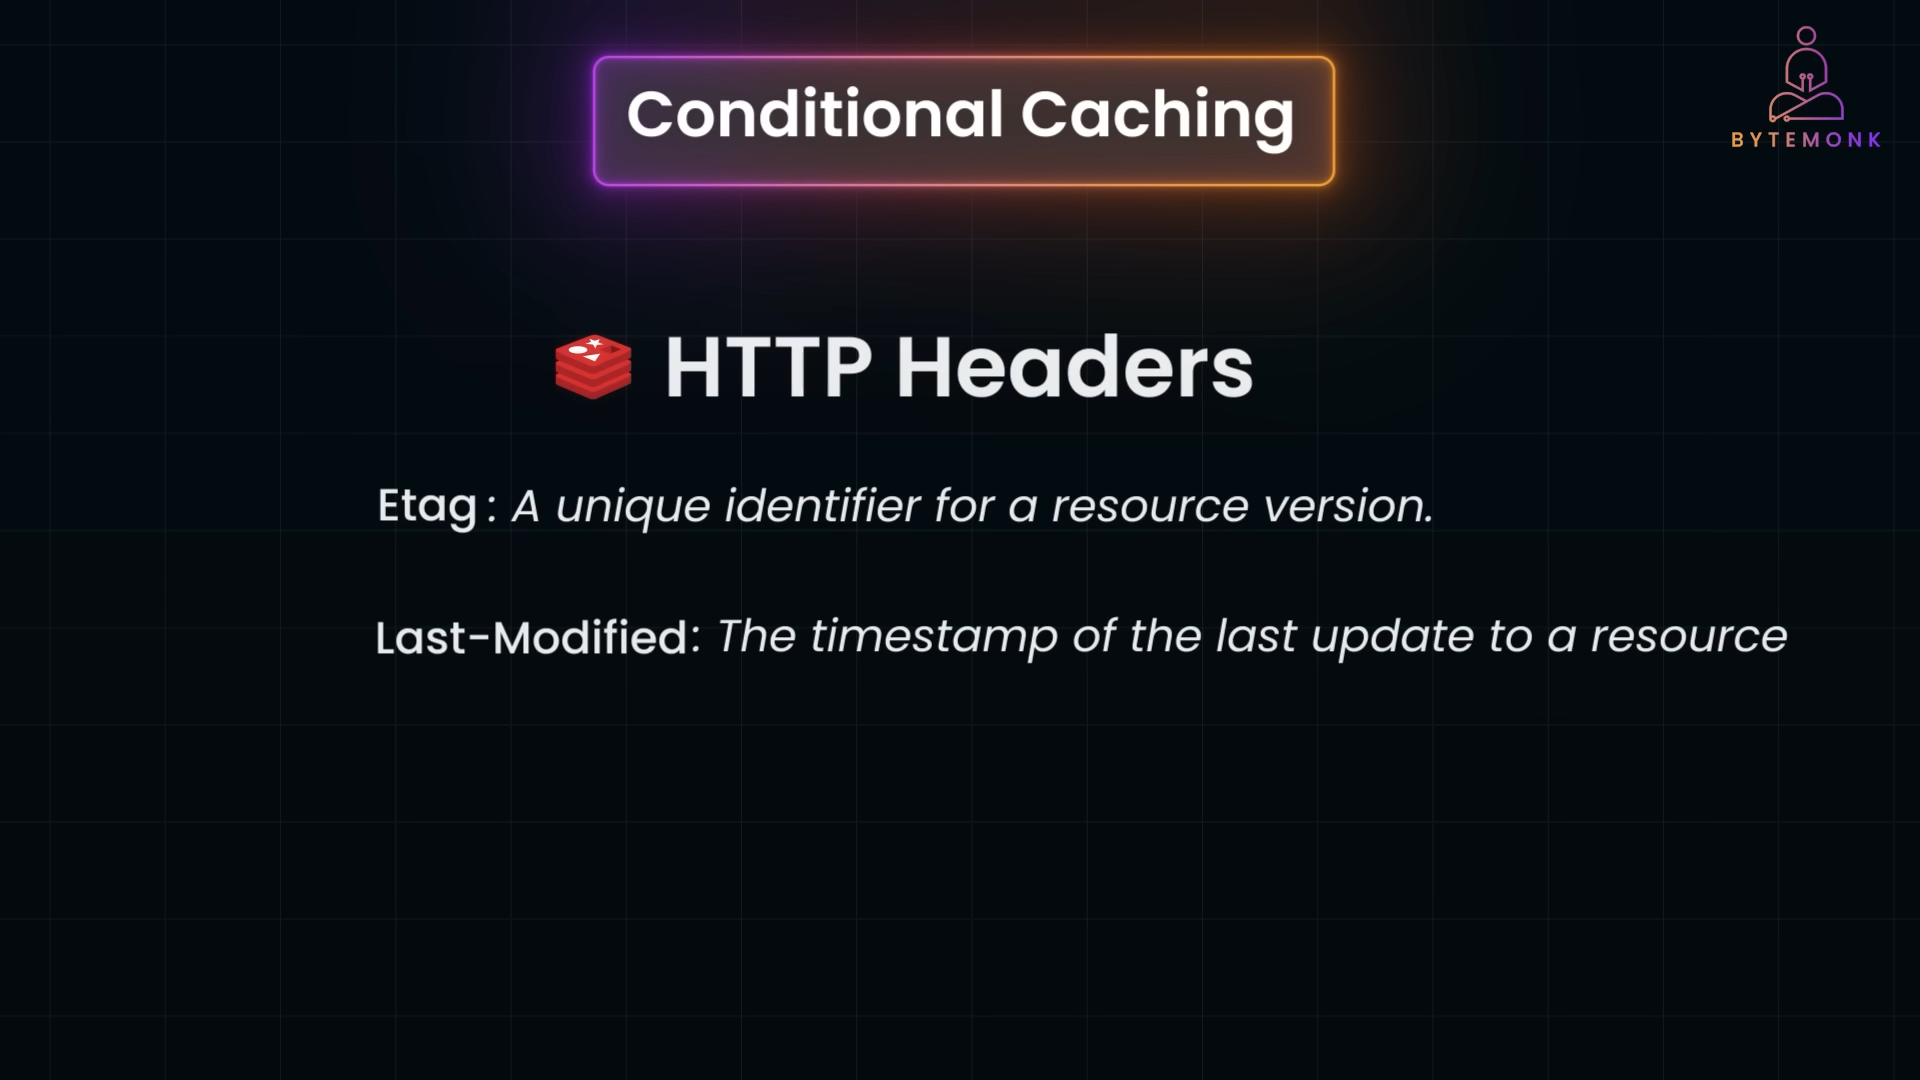 Conditional Caching
BYTEMONK
HTTP Headers
Etag : A unique identifier for a resource version.
Last-Modified: The timestamp of the last update to a resource